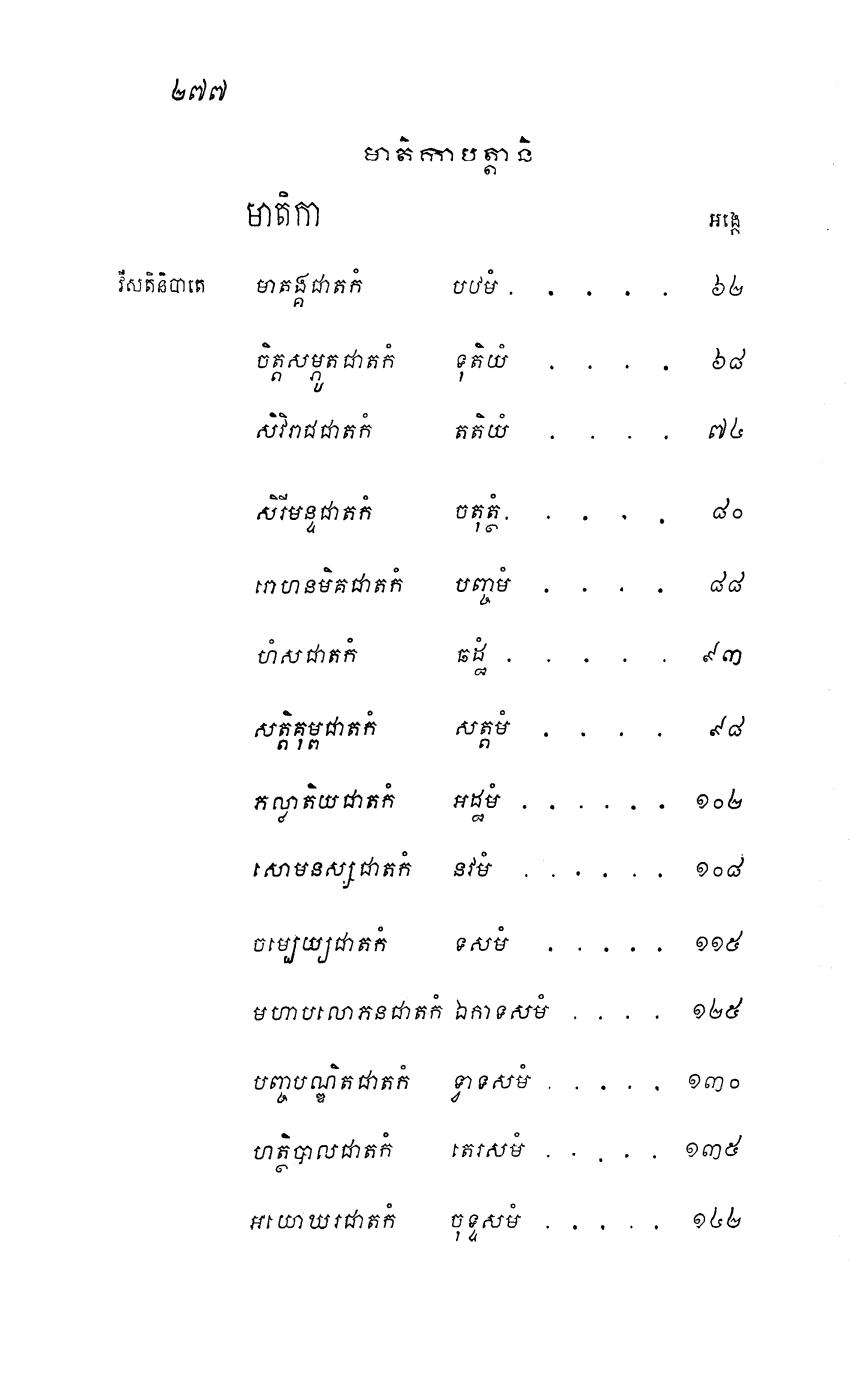 ២៧៧
មាតិកាបត្តានិ
មាតិកា អង្កេ
វីសតិនិបាតេ មាតង្គជាតកំ បឋមំ . . . . . ៦២
ចិត្តសម្ភូតជាតកំ ទុតិយំ . . . . ៦៨
សិវិរាជជាតកំ តតិយំ . . . . ៧៤
សិរីមន្ទជាតកំ ចតុត្ថំ . . . . . ៨០
រោហនមិគជាតកំ បញ្ចមំ . . . . ៨៨
ហំសជាតកំ ឆដ្ឋំ . . . . . ៩៣
សត្តិគុម្ពជាតកំ សត្តមំ . . . . ៩៨
ភល្លាតិយជាតកំ អដ្ឋមំ . . . . . . ១០២
សោមនស្សជាតកំ នវមំ . . . . . . ១០៨
ចម្បេយ្យជាតកំ ទសមំ . . . . . ១១៥
មហាបលោភនជាតកំ ឯកាទសមំ . . . . ១២៥
បញ្ចបណ្ឌិតជាតកំ ទ្វាទសមំ . . . . . ១៣០
ហត្ថិបាលជាតកំ តេរសមំ . . . . . ១៣៥
អយោឃរជាតកំ ចុទ្ទសមំ . . . . . ១៤២